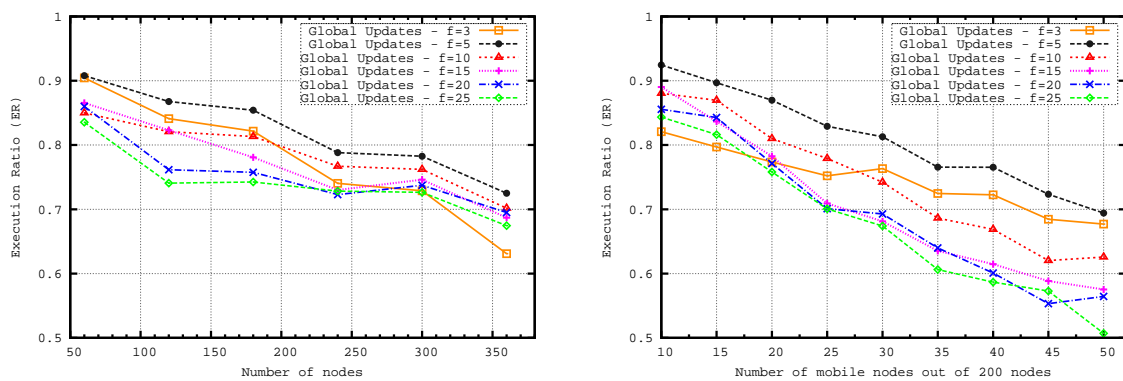 Execution Ratio (ER)
1
0.9
0.8
0.7
0.6
0.5
Global Updates - f=3
Global Updates - f=5
Global Updates - f=10
Global Updates - f=15
Global Updates - f=20
Global Updates - f=25
50 100 150 200 250 300 350
Number of nodes
Execution Ratio (ER)
1
0.9
0.8
0.7
0.6
0.5
Global Updates - f=3
Global Updates - f=5
Global Updates - f=10
Global Updates - f=15
Global Updates - f=20
Global Updates - f=25
10 15 20 25 30 35 40 45 50
Number of mobile nodes out of 200 nodes